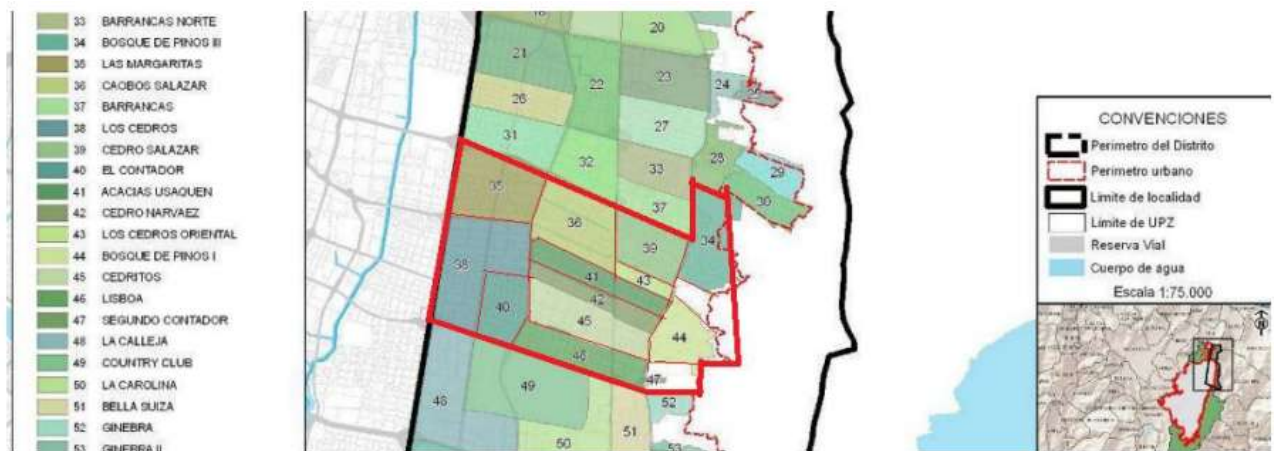 33 BARRANCAS NORTE
34 BOSQUE DE PINOS III
35 LAS MARGARITAS
36 CAOBOS SALAZAR
37 BARRANCAS
38 LOS CEDROS
39 CEDRO SALAZAR
40 EL CONTADOR
41 ACACIAS USAQUEN
42 CEDRO NARVAEZ
43 LOS CEDROS ORIENTAL
44 BOSQUE DE PINOS I
45 CEDRITOS
46 LISBOA
47 SEGUNDO CONTADOR
48 LA CALLEJA
49 COUNTRY CLUB
50 LA CAROLINA
51 BELLA SUIZA
52 GINEBRA
53 GINEBRA II
20
21
22
23
24
25
26
27
28
29
30
31
32
33
34
35
36
37
38
39
40
41
42
43
44
45
46
47
48
49
50
51
52
53
CONVENCIONES
Perimetro del Distrito
Perimetro urbano
Limite de localidad
Limite de UPZ
Reserva Vial
Cuerpo de agua
Escala 1:75.000
N